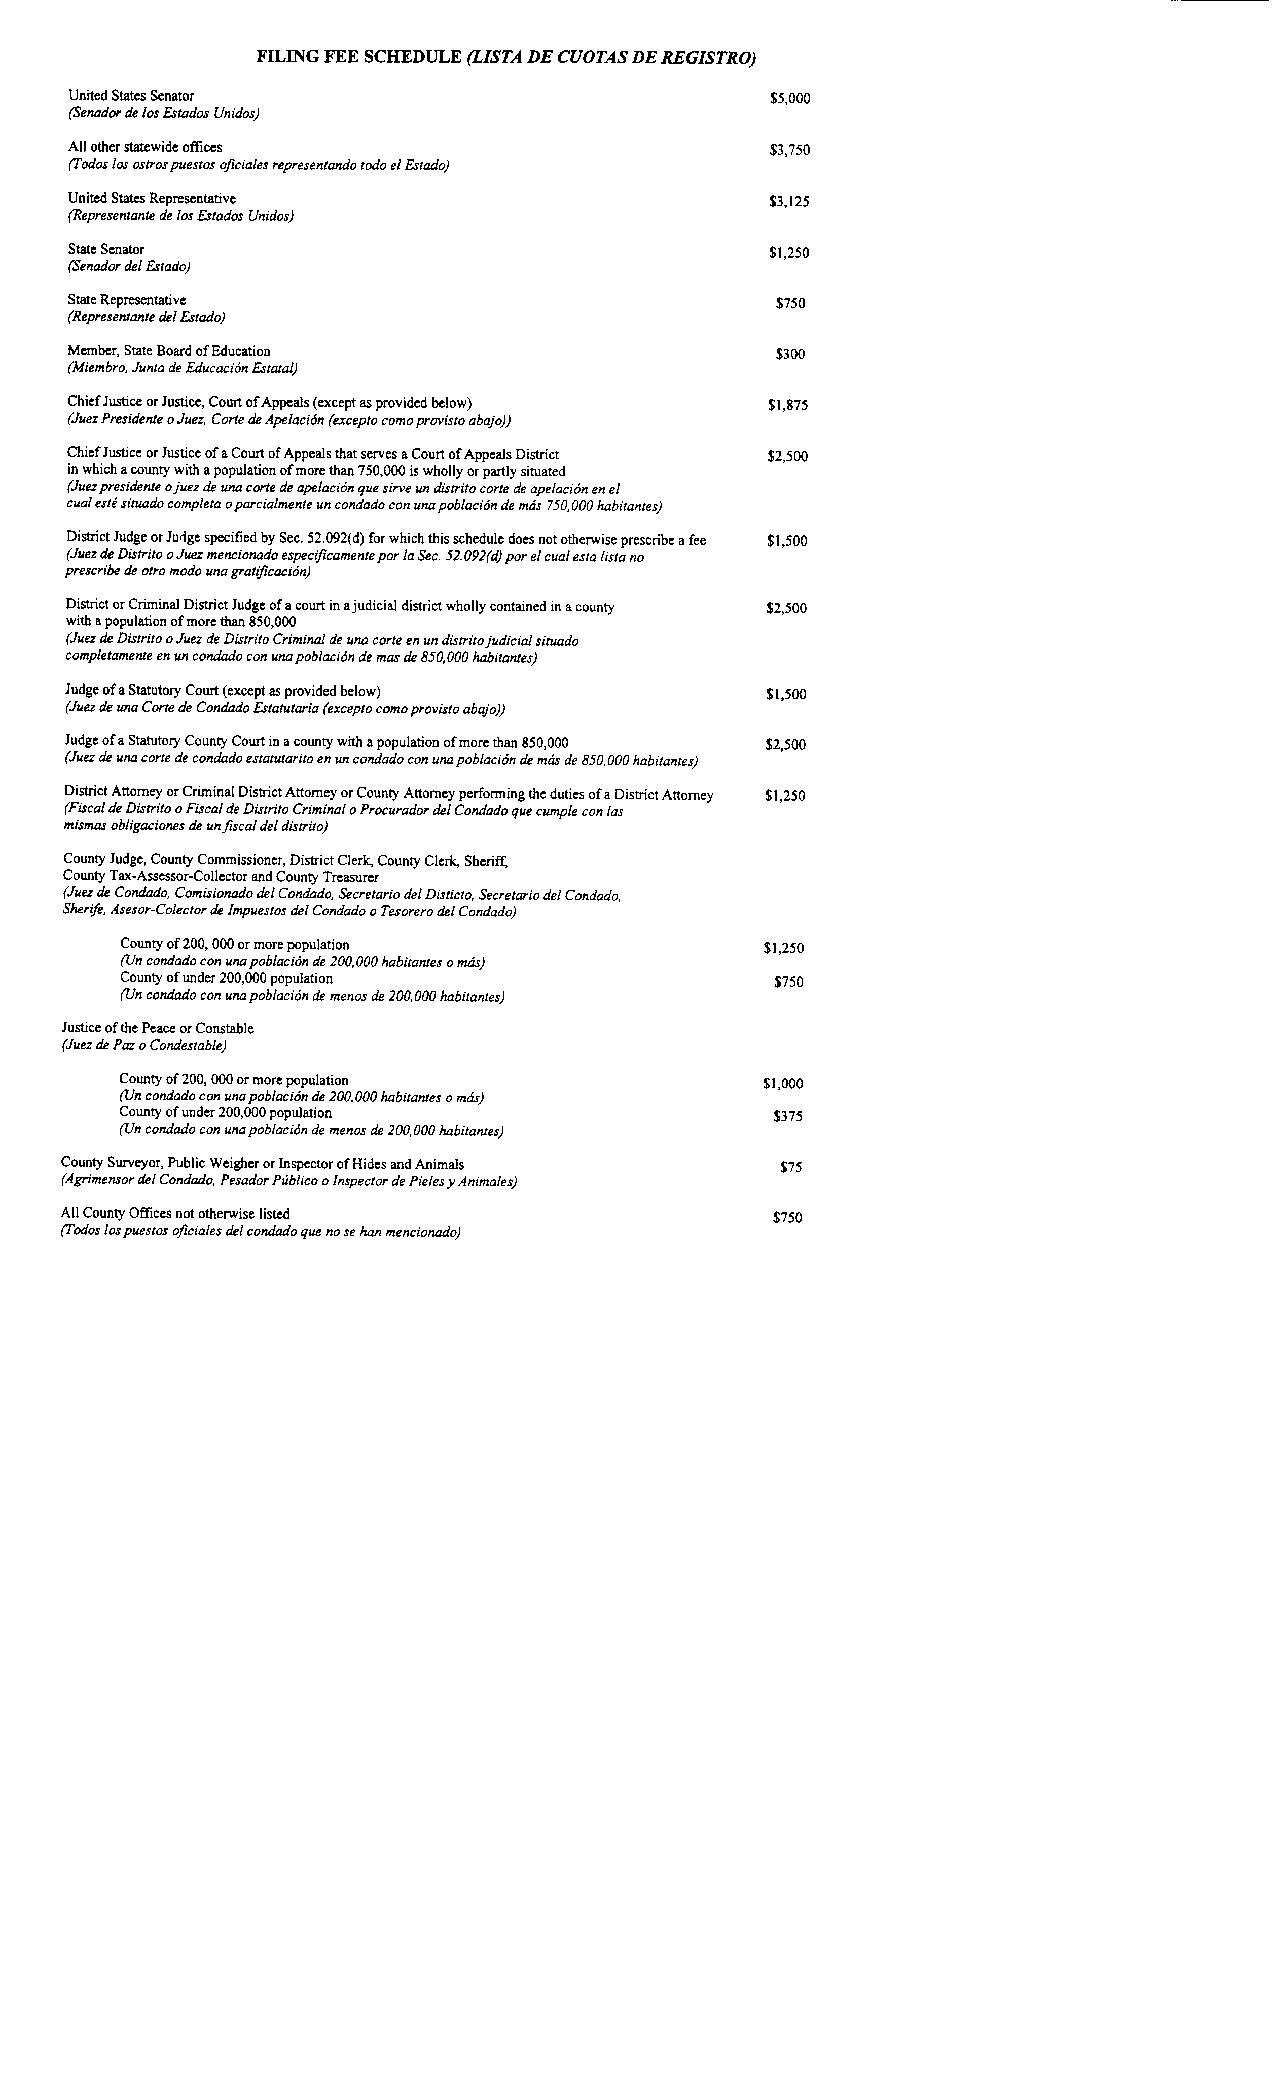 FILING FEE SCHEDULE (LISTA DE CUOTAS DE REGISTRO)
United States Senator $5,000
(Senador de los Estados Unidos)
All other statewide offices $3,750
(Todos los ostros puestos oficiales representando todo el Estado)
United States Representative $3,125
(Representante de los Estados Unidos)
State Senator $1,250
(Senador del Estado)
State Representative $750
(Representante del Estado)
Member, State Board of Education $300
(Miembro, Junta de Educación Estatal)
Chief Justice or Justice, Court of Appeals (except as provided below) $1,875
(Juez Presidente o Juez, Corte de Apelación (excepto como provisto abajo))
Chief Justice or Justice of a Court of Appeals that serves a Court of Appeals District $2,500
in which a county with a population of more than 750,000 is wholly or partly situated
(Juez presidente o juez de una corte de apelación que sirve un distrito corte de apelación en el
cual esté situado completa o parcialmente un condado con una población de más 750,000 habitantes)
District Judge or Judge specified by Sec. 52.092(d) for which this schedule does not otherwise prescribe a fee $1,500
(Juez de Distrito o Juez mencionado específicamente por la Sec. 52.092(d) por el cual esta lista no
prescribe de otro modo una gratificación)
District or Criminal District Judge of a court in a judicial district wholly contained in a county $2,500
with a population of more than 850,000
(Juez de Distrito o Juez de Distrito Criminal de una corte en un distrito judicial situado
completamente en un condado con una población de mas de 850,000 habitantes)
Judge of a Statutory Court (except as provided below) $1,500
(Juez de una Corte de Condado Estatutaria (excepto como provisto abajo))
Judge of a Statutory County Court in a county with a population of more than 850,000 $2,500
(Juez de una corte de condado estatutarito en un condado con una población de más de 850,000 habitantes)
District Attorney or Criminal District Attorney or County Attorney performing the duties of a District Attorney $1,250
(Fiscal de Distrito o Fiscal de Distrito Criminal o Procurador del Condado que cumple con las
mismas obligaciones de un fiscal del distrito)
County Judge, County Commissioner, District Clerk, County Clerk, Sheriff,
County Tax-Assessor-Collector and County Treasurer
(Juez de Condado, Comisionado del Condado, Secretario del Disticto, Secretario del Condado,
Sherife, Asesor-Colector de Impuestos del Condado o Tesorero del Condado)
County of 200, 000 or more population $1,250
(Un condado con una población de 200,000 habitantes o más)
County of under 200,000 population $750
(Un condado con una población de menos de 200,000 habitantes)
Justice of the Peace or Constable
(Juez de Paz o Condestable)
County of 200, 000 or more population $1,000
(Un condado con una población de 200,000 habitantes o más)
County of under 200,000 population $375
(Un condado con una población de menos de 200,000 habitantes)
County Surveyor, Public Weigher or Inspector of Hides and Animals $75
(Agrimensor del Condado, Pesador Público o Inspector de Pieles y Animales)
All County Offices not otherwise listed $750
(Todos los puestos oficiales del condado que no se han mencionado)